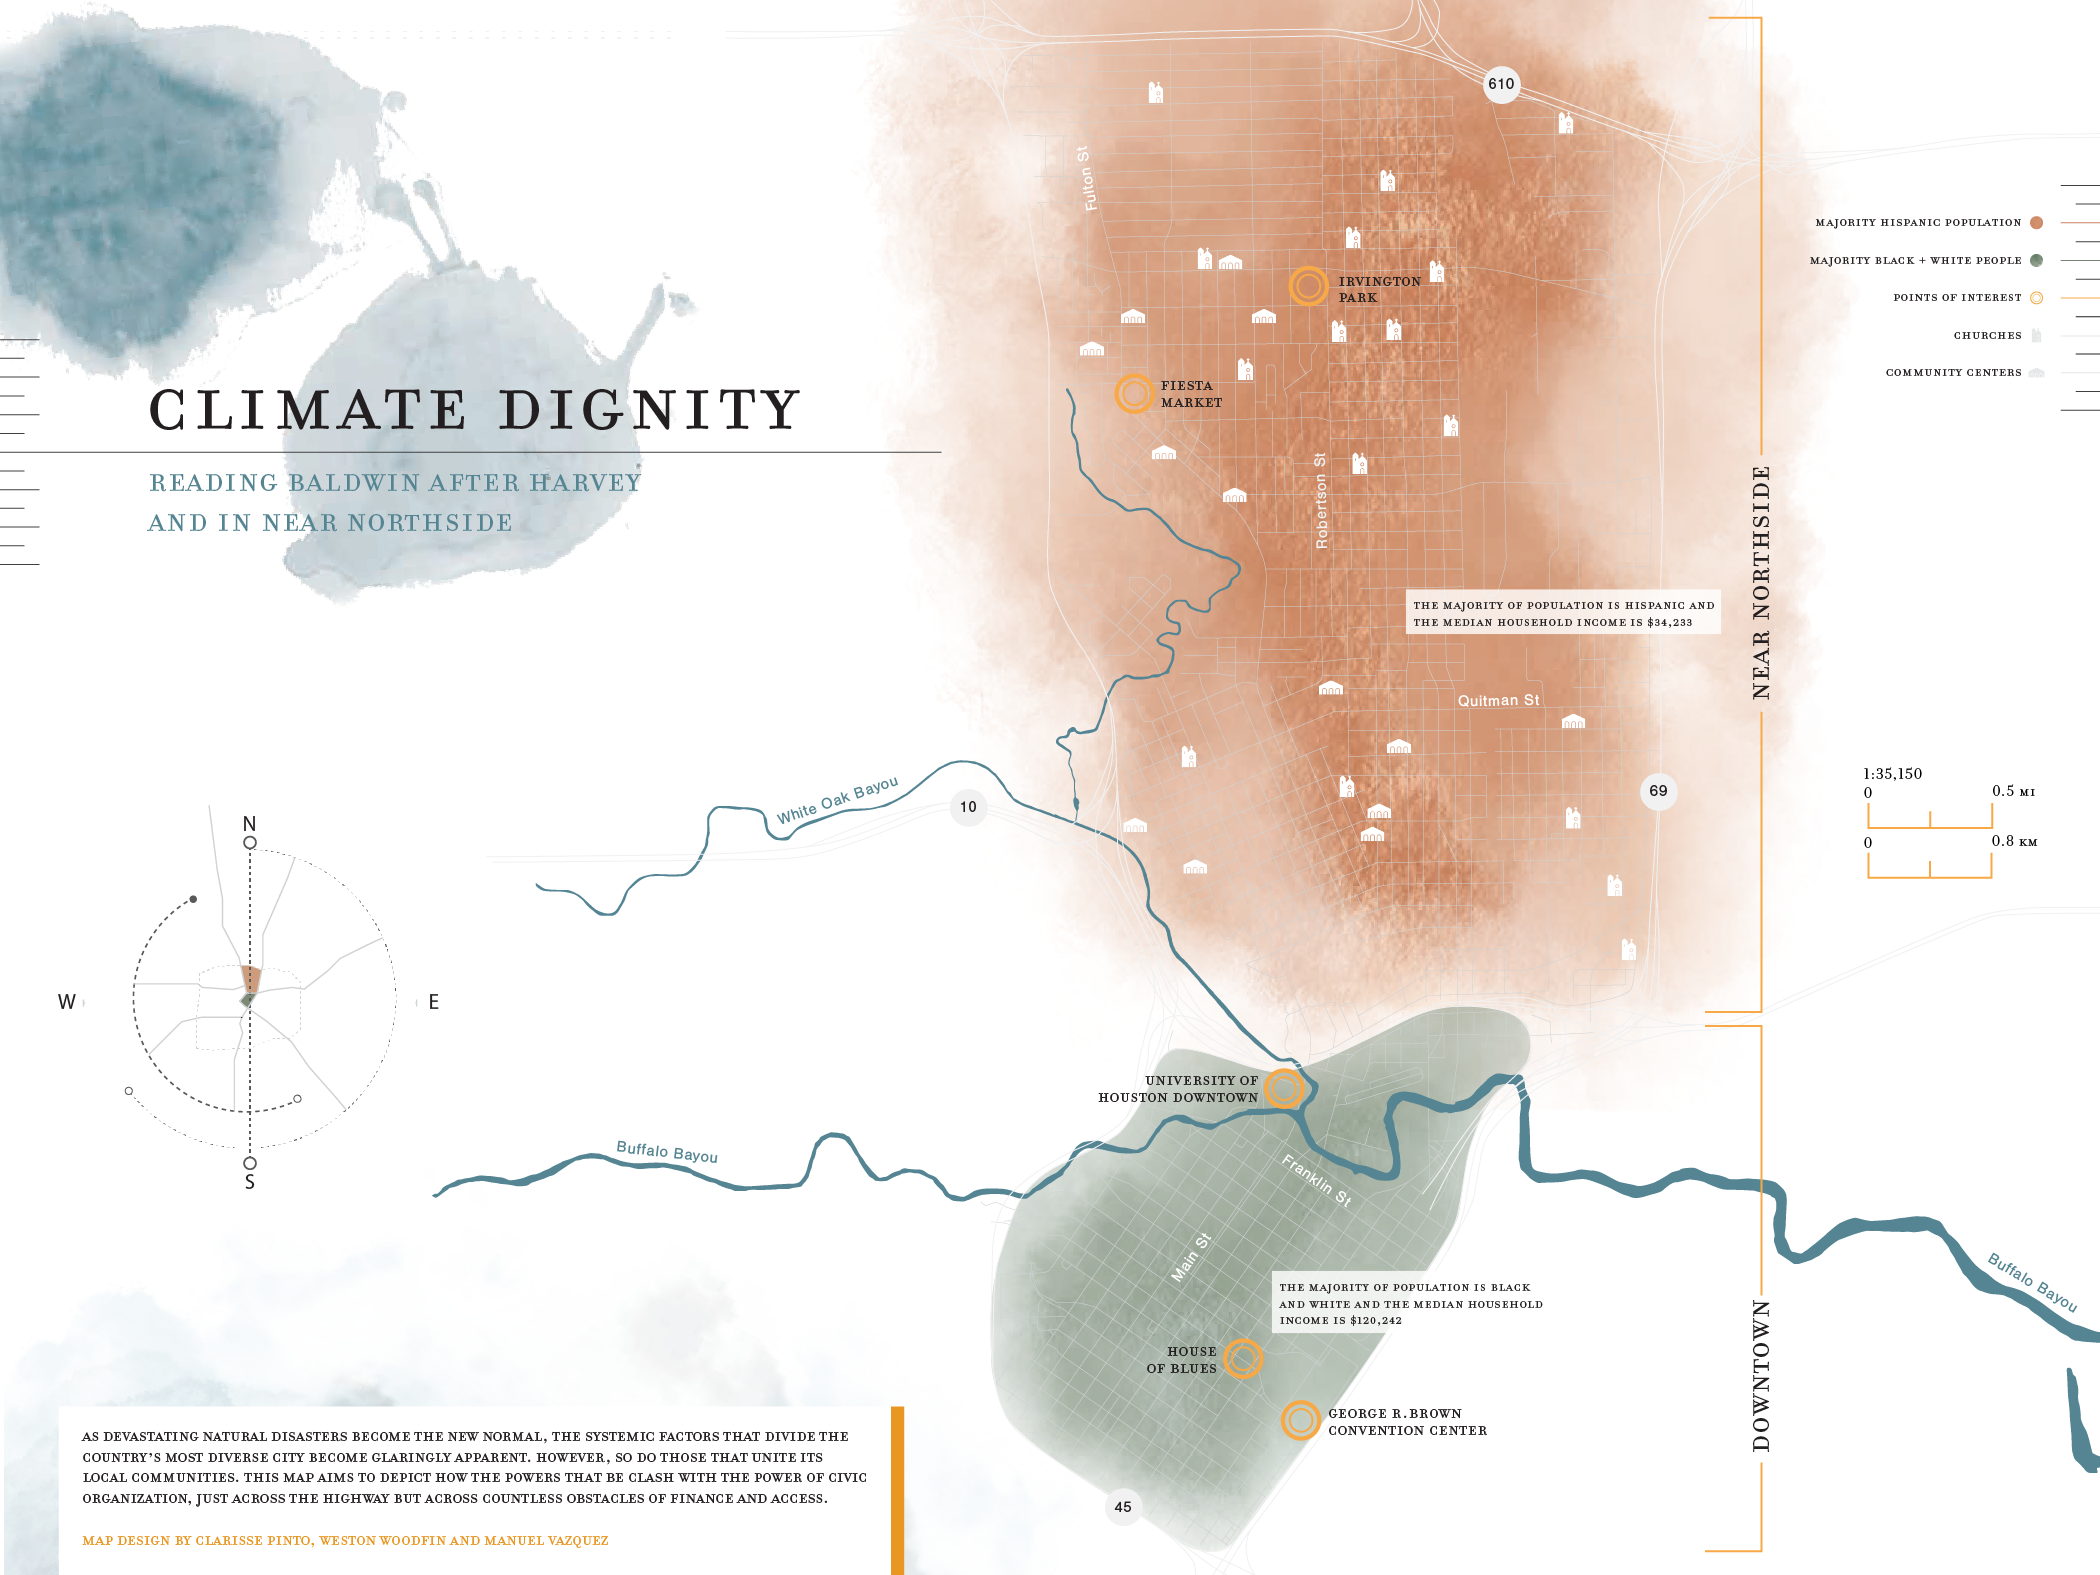 CLIMATE DIGNITY
READING BALDWIN AFTER HARVEY
AND IN NEAR NORTHSIDE
610
Fulton St
IRVINGTON
PARK
FIESTA
MARKET
Robertson St
THE MAJORITY OF POPULATION IS HISPANIC AND
THE MEDIAN HOUSEHOLD INCOME IS $34,233
Quitman St
NEAR NORTHSIDE
MAJORITY HISPANIC POPULATION
MAJORITY BLACK + WHITE PEOPLE
POINTS OF INTEREST
CHURCHES
COMMUNITY CENTERS
1:35,150
0
0.5 MI
0
0.8 KM
69
10
White Oak Bayou
N
W
E
S
Buffalo Bayou
UNIVERSITY OF
HOUSTON DOWNTOWN
Franklin St
Main St
THE MAJORITY OF POPULATION IS BLACK
AND WHITE AND THE MEDIAN HOUSEHOLD
INCOME IS $120,242
HOUSE
OF BLUES
GEORGE R.BROWN
CONVENTION CENTER
45
DOWNTOWN
Buffalo Bayou
AS DEVASTATING NATURAL DISASTERS BECOME THE NEW NORMAL, THE SYSTEMIC FACTORS THAT DIVIDE THE
COUNTRY'S MOST DIVERSE CITY BECOME GLARINGLY APPARENT. HOWEVER, SO DO THOSE THAT UNITE ITS
LOCAL COMMUNITIES. THIS MAP AIMS TO DEPICT HOW THE POWERS THAT BE CLASH WITH THE POWER OF CIVIC
ORGANIZATION, JUST ACROSS THE HIGHWAY BUT ACROSS COUNTLESS OBSTACLES OF FINANCE AND ACCESS.
MAP DESIGN BY CLARISSE PINTO, WESTON WOODFIN AND MANUEL VAZQUEZ